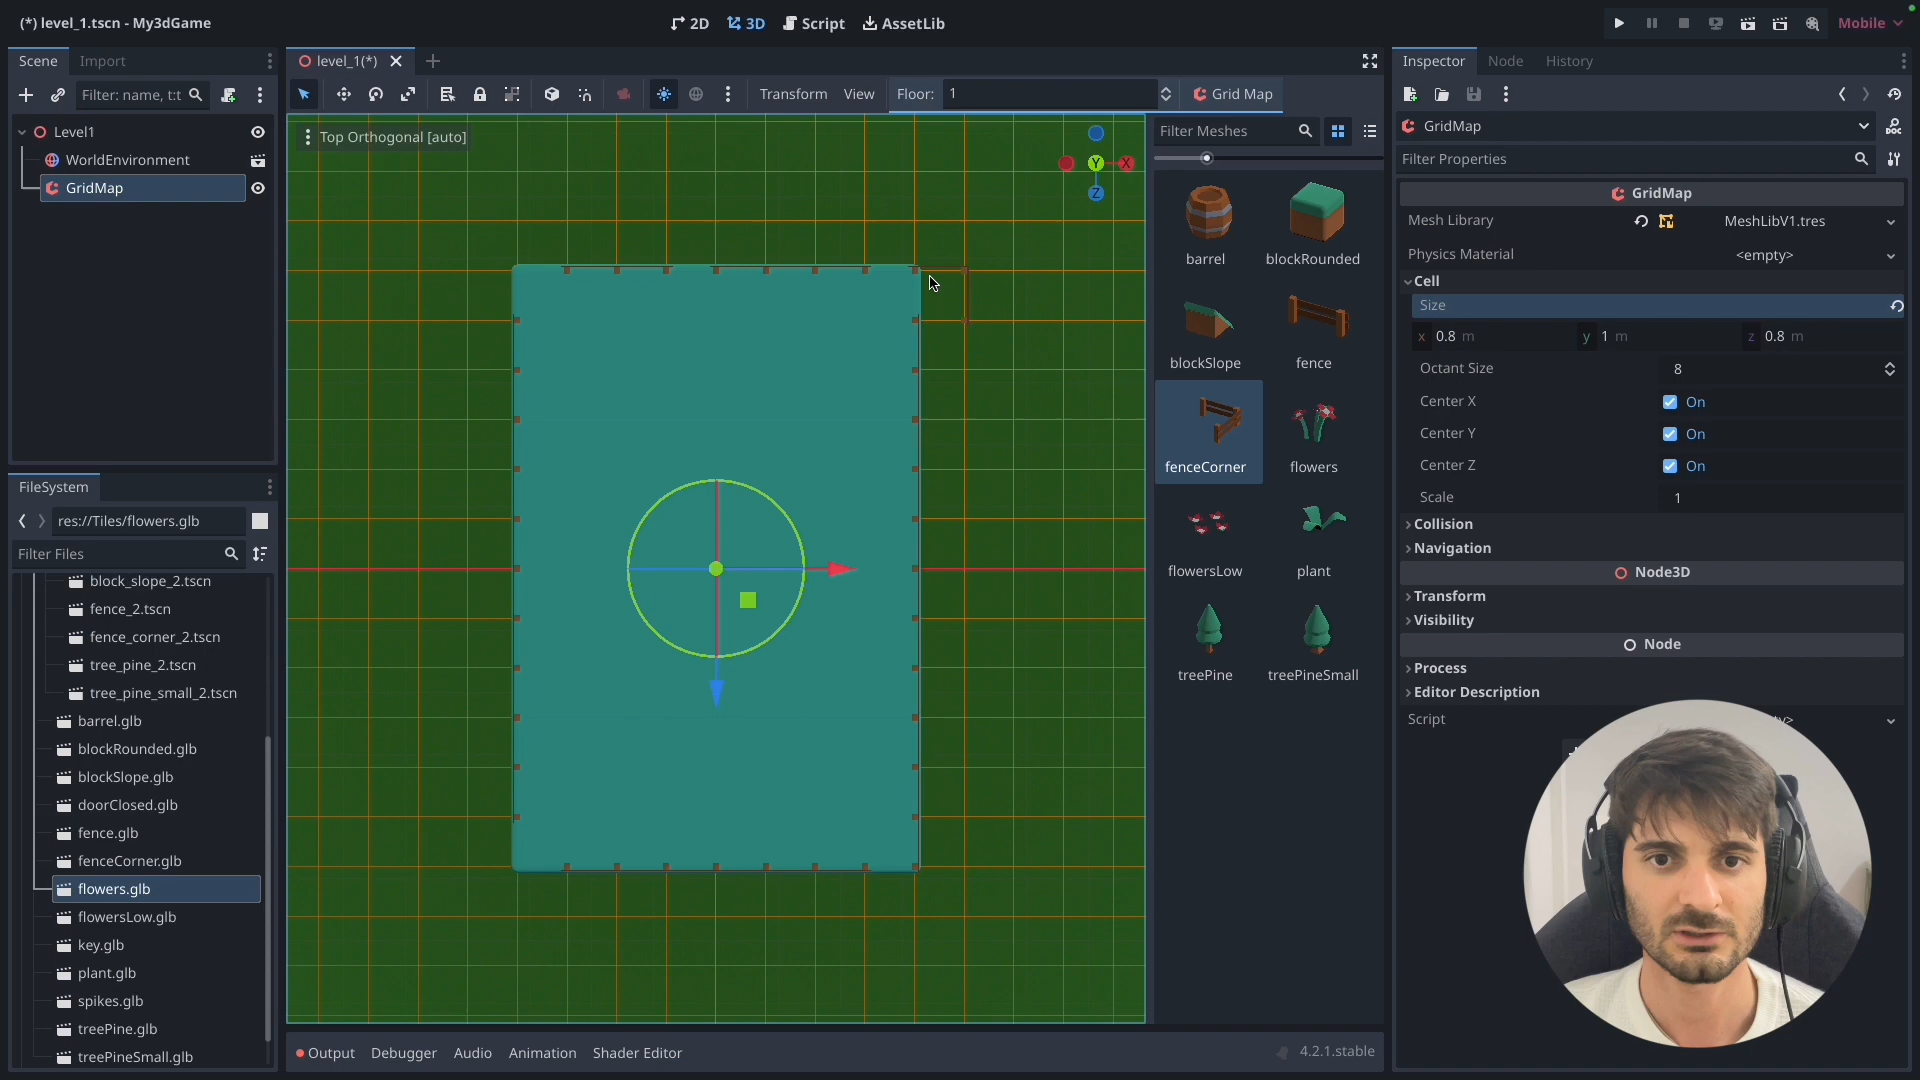 (*) level_1.tscn - My3dGame
2D
3D
Script
AssetLib
Mobile
Scene
Import
Filter: name, t:t
Level1
WorldEnvironment
GridMap
FileSystem
res://Tiles/flowers.glb
Filter Files
block_slope_2.tscn
fence_2.tscn
fence_corner_2.tscn
tree_pine_2.tscn
tree_pine_small_2.tscn
barrel.glb
blockRounded.glb
blockSlope.glb
doorClosed.glb
fence.glb
fenceCorner.glb
flowers.glb
flowersLow.glb
key.glb
plant.glb
spikes.glb
treePine.glb
treePineSmall.glb
level_1(*)
Transform
View
Floor:
1
Grid Map
Top Orthogonal [auto]
Y
X
Z
Filter Meshes
barrel
blockRounded
blockSlope
fence
fenceCorner
flowers
flowersLow
plant
treePine
treePineSmall
Output
Debugger
Audio
Animation
Shader Editor
4.2.1.stable
Inspector
Node
History
GridMap
Filter Properties
GridMap
Mesh Library
MeshLibV1.tres
Physics Material
<empty>
Cell
Size
x 0.8 m
y 1 m
z 0.8 m
Octant Size
8
Center X
On
Center Y
On
Center Z
On
Scale
1
Collision
Navigation
Node3D
Transform
Visibility
Node
Process
Editor Description
Script